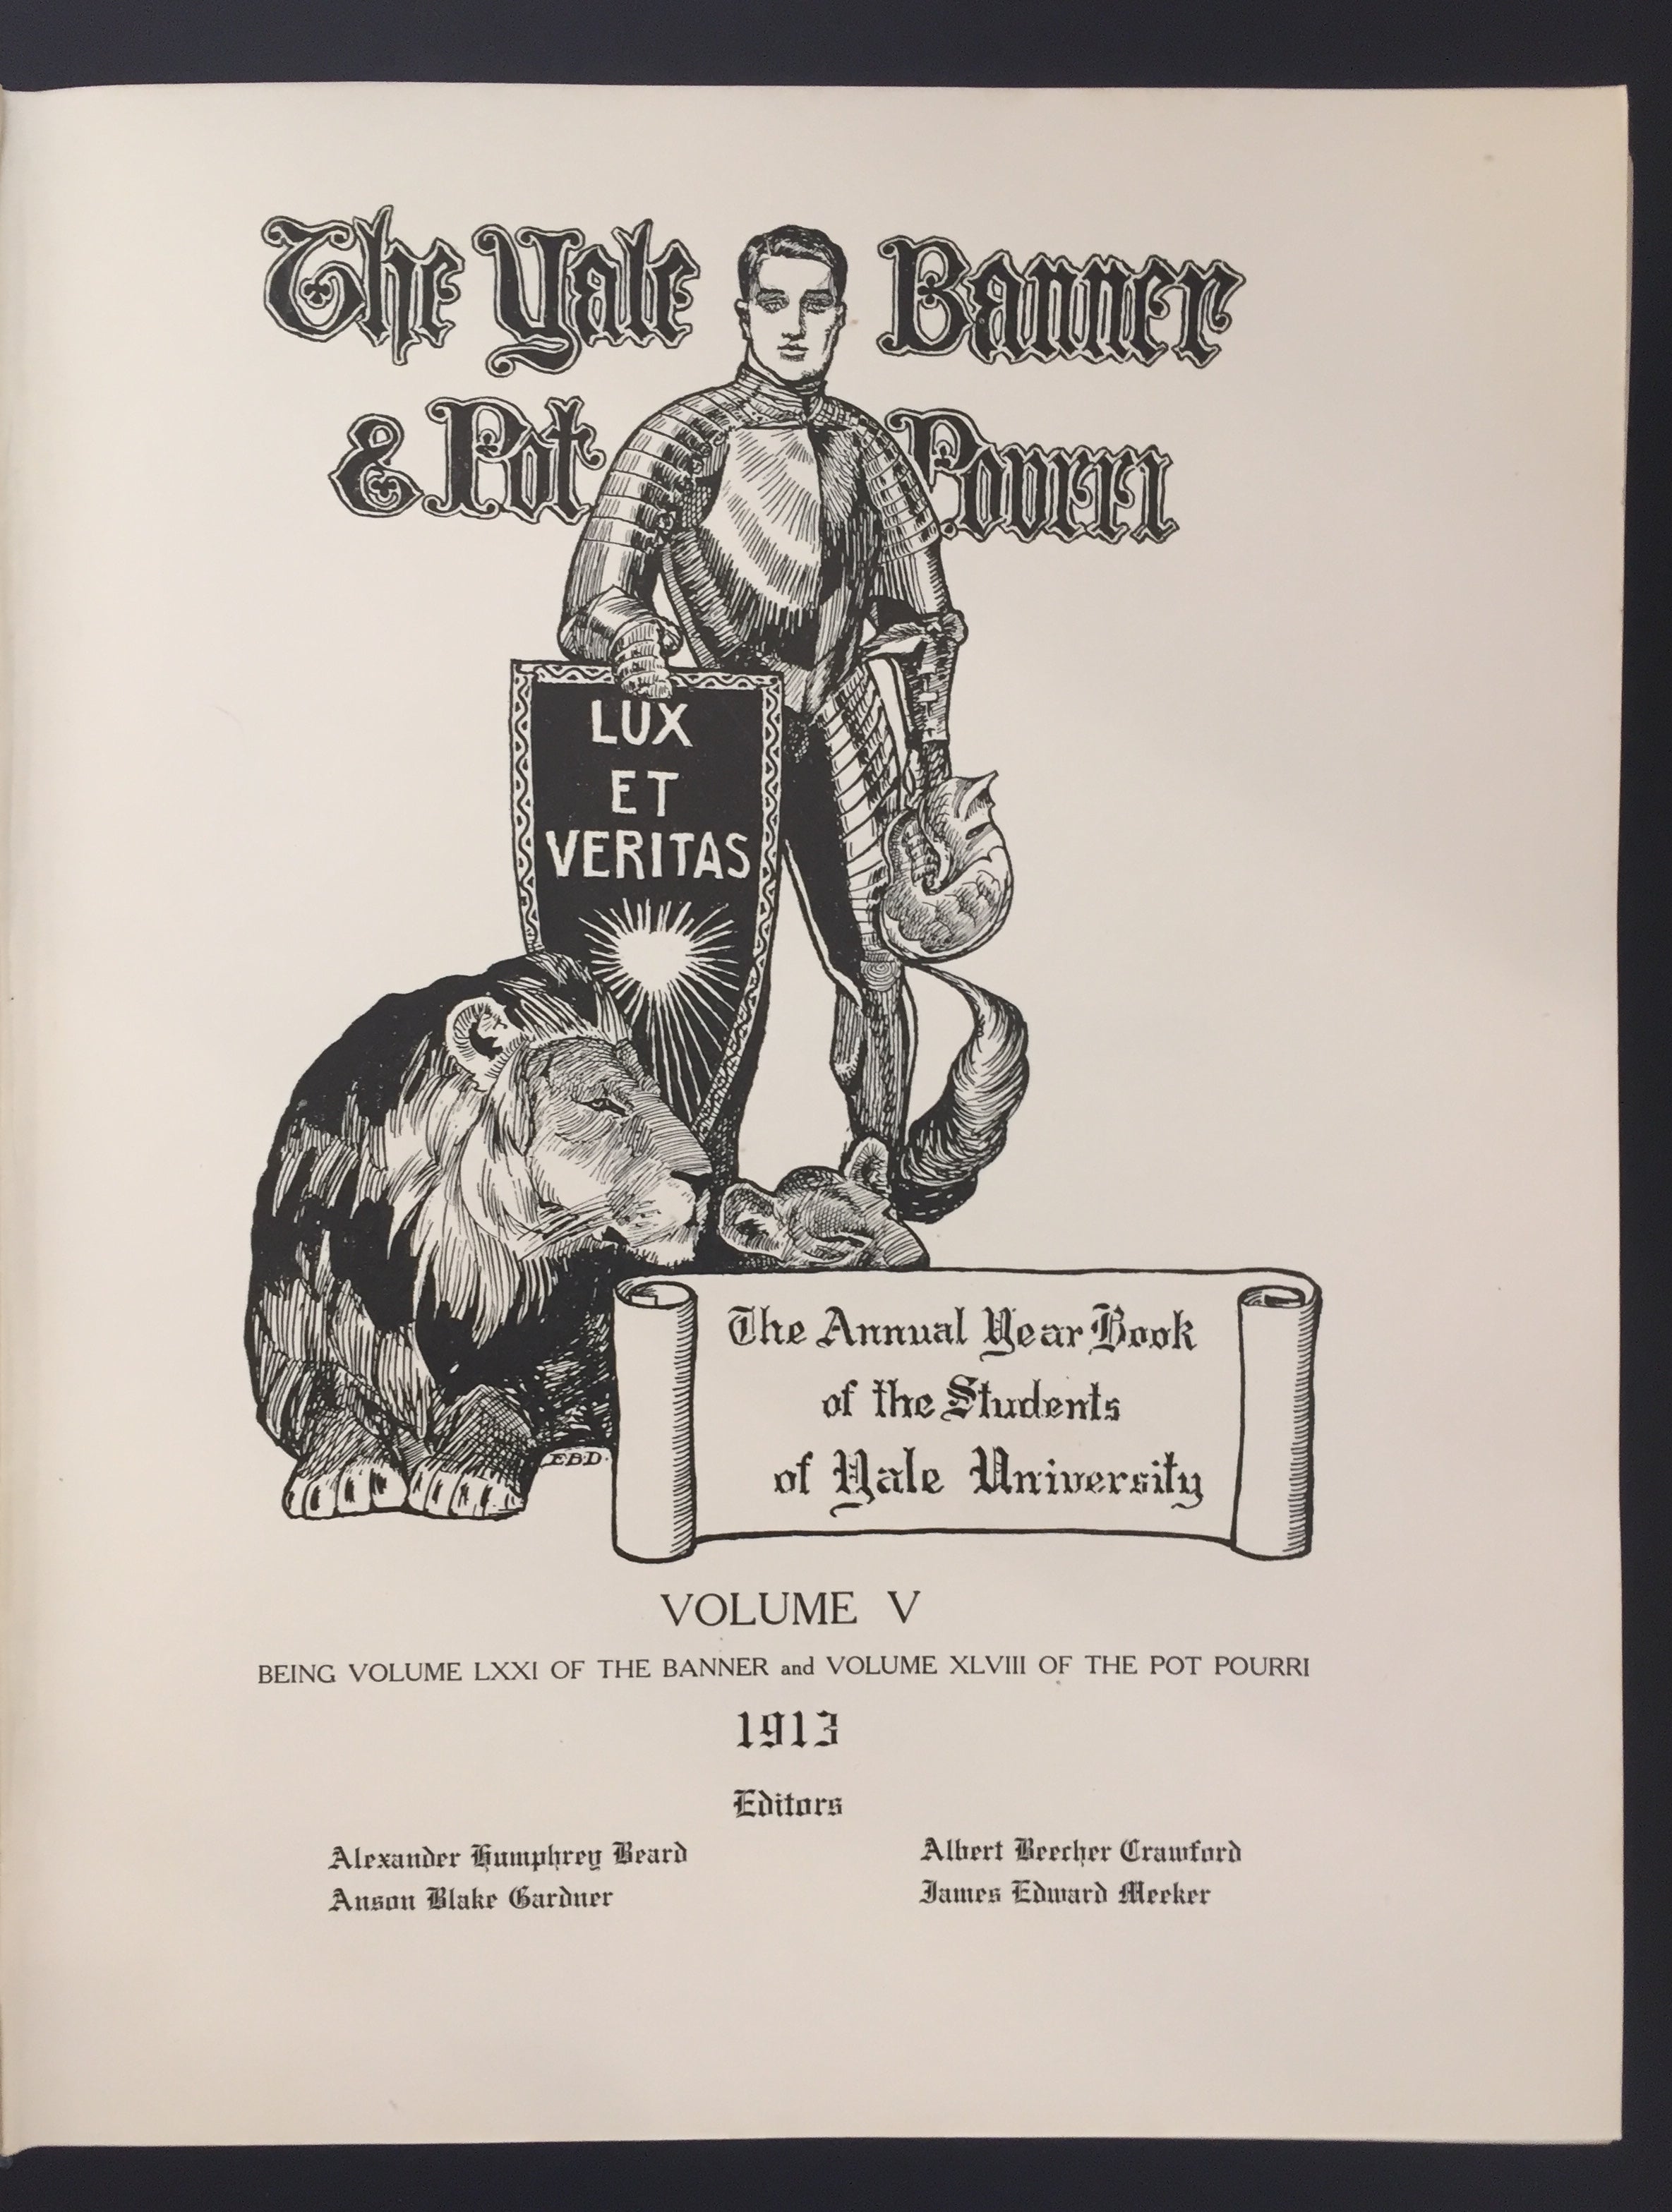 The Yale Banner
& Pot Pourri
LUX
ET
VERITAS
The Annual Year Book
of the Students
of Yale University
E.B.D.
VOLUME V
BEING VOLUME LXXI OF THE BANNER and VOLUME XLVIII OF THE POT POURRI
1913
Editors
Alexander Humphrey Beard Albert Beecher Crawford
Anson Blake Gardner James Edward Meeker